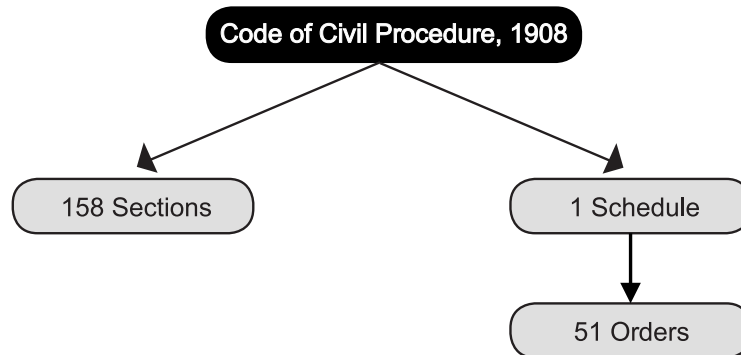 Code of Civil Procedure, 1908
158 Sections
1 Schedule
51 Orders